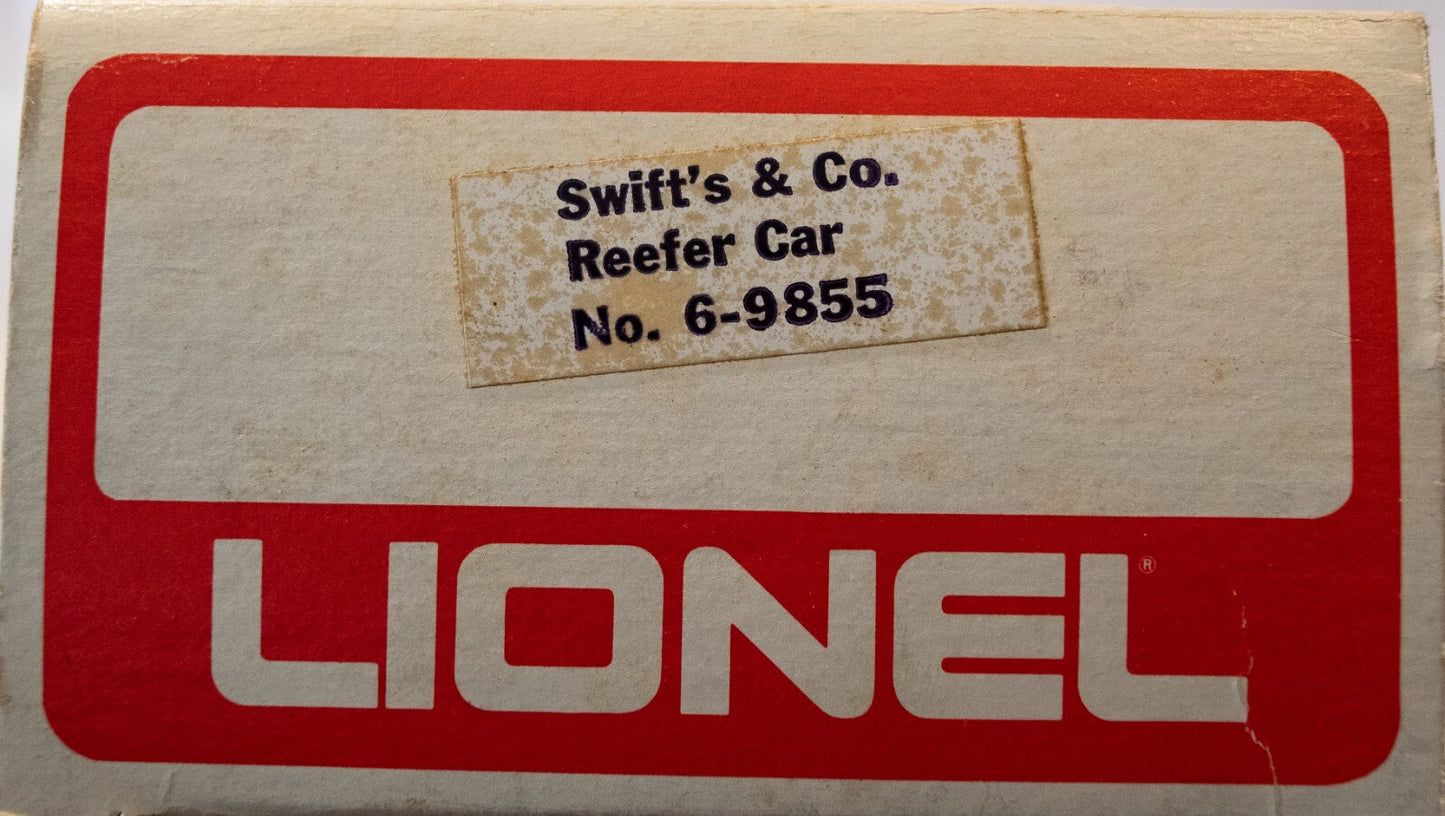 Swift's & Co.
Reefer Car
No. 6-9855
LIONEL®